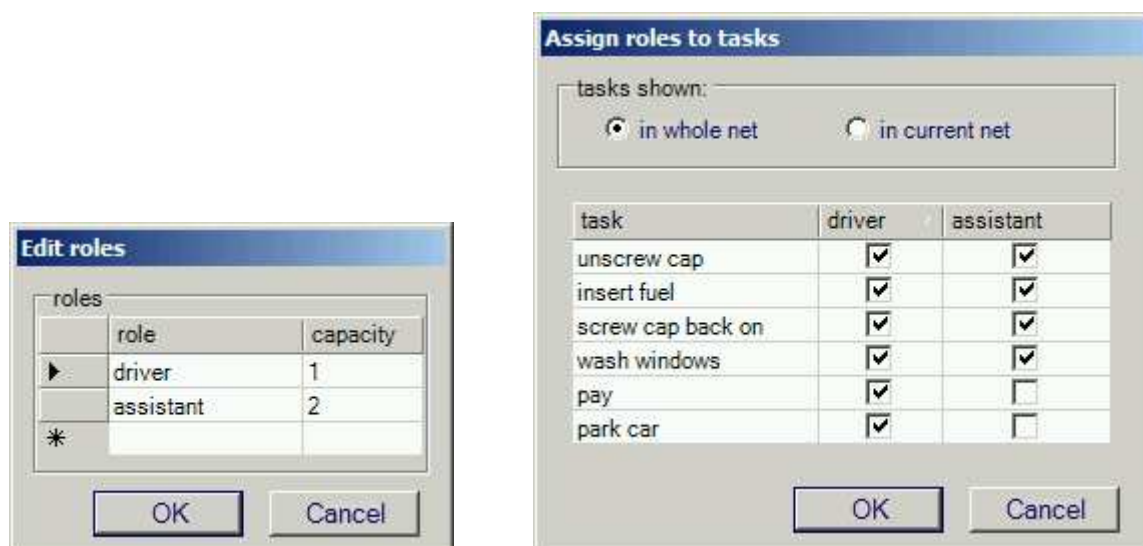 Edit roles
roles
role capacity
driver 1
assistant 2
OK Cancel
Assign roles to tasks
tasks shown:
in whole net in current net
task driver assistant
unscrew cap
insert fuel
screw cap back on
wash windows
pay
park car
OK Cancel